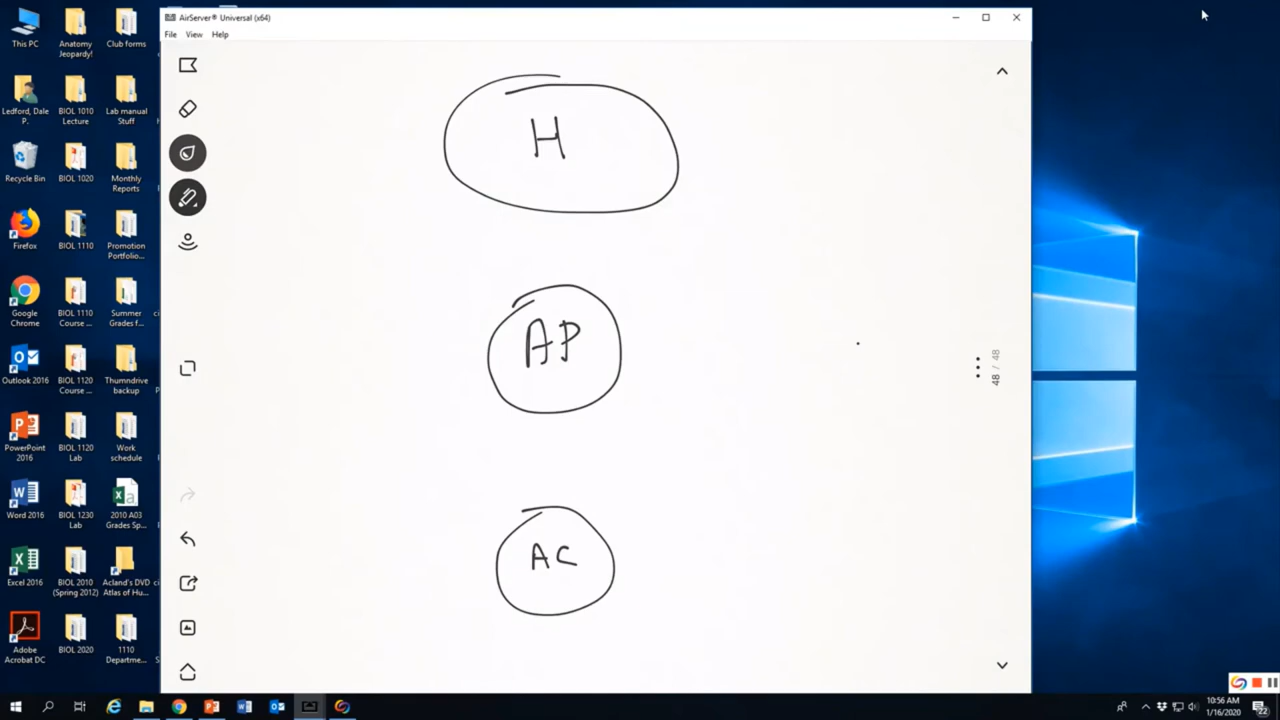 AirServer® Universal (x64)
File View Help
This PC
Anatomy Jeopardy!
Club forms
Ledford, Dale P.
BIOL 1010 Lecture
Lab manual Stuff
Recycle Bin
BIOL 1020
Monthly Reports
Firefox
BIOL 1110
Promotion Portfolio...
Google Chrome
BIOL 1110 Course ...
Summer Grades f...
Outlook 2016
BIOL 1120 Course ...
Thumndrive backup
PowerPoint 2016
BIOL 1120 Lab
Work schedule
Word 2016
BIOL 1230 Lab
2010 A03 Grades Sp...
Excel 2016
BIOL 2010 (Spring 2012)
Acland's DVD Atlas of Hu...
Adobe Acrobat DC
BIOL 2020
1110 Departme...
H
AP
AC
48 / 48
10:56 AM
1/16/2020
22